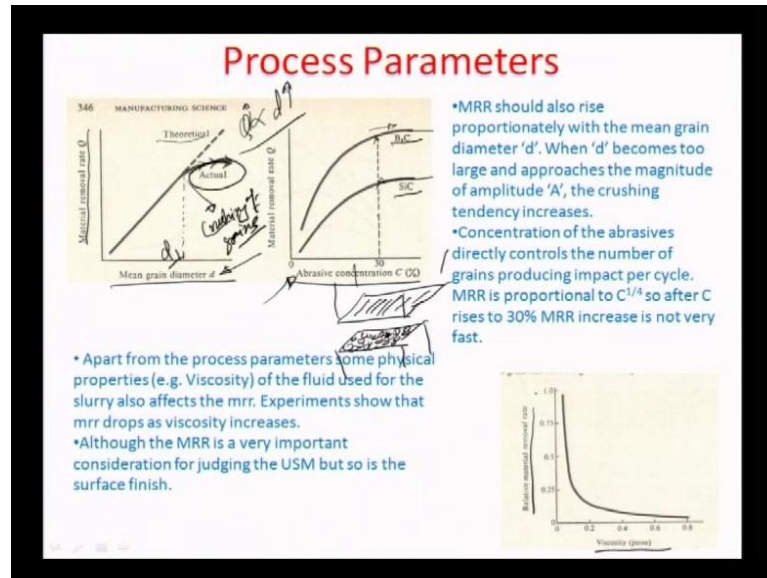 Process Parameters
346 MANUFACTURING SCIENCE
Theoretical
Q ∝ d ↑
Actual
Crushing of
grains
Material removal rate Q
Mean grain diameter d
Material removal rate Q
B₄C
SiC
0
30
Abrasive concentration C (%)
•MRR should also rise
proportionately with the mean grain
diameter 'd'. When 'd' becomes too
large and approaches the magnitude
of amplitude 'A', the crushing
tendency increases.
•Concentration of the abrasives
directly controls the number of
grains producing impact per cycle.
MRR is proportional to C^1/4 so after C
rises to 30% MRR increase is not very
fast.
• Apart from the process parameters some physical
properties (e.g. Viscosity) of the fluid used for the
slurry also affects the mrr. Experiments show that
mrr drops as viscosity increases.
•Although the MRR is a very important
consideration for judging the USM but so is the
surface finish.
Relative material removal rate
1.0
0.75
0.5
0.25
0
0.2
0.4
0.6
0.8
Viscosity (poise)